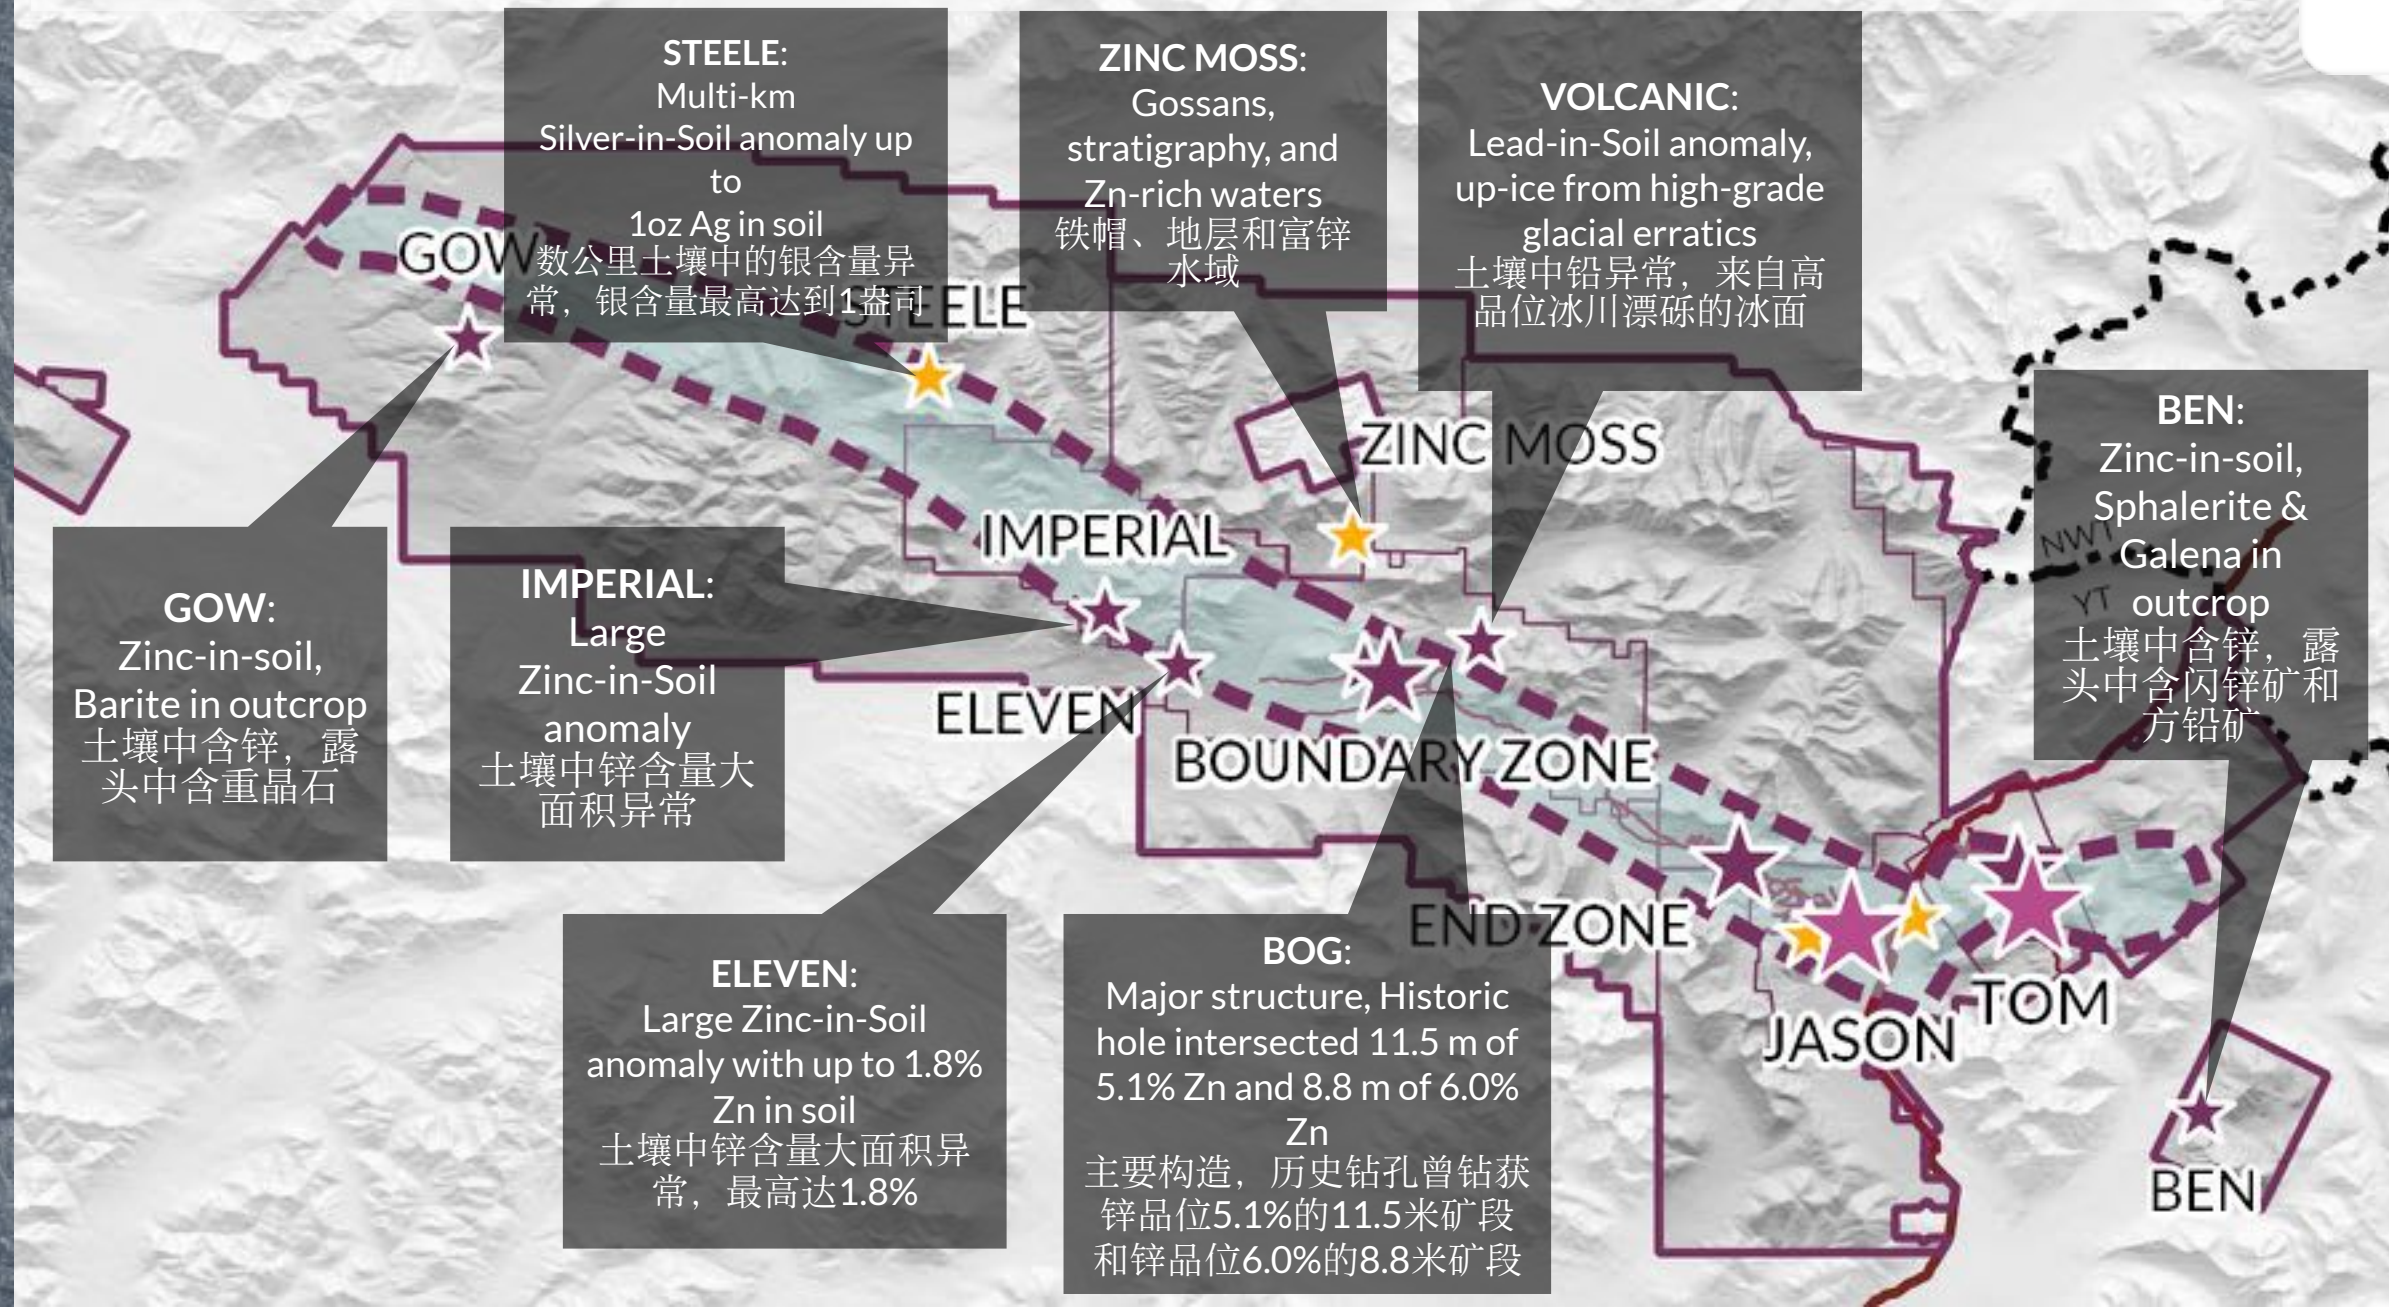 STEELE:
Multi-km
Silver-in-Soil anomaly up
to
1oz Ag in soil
数公里土壤中的银含量异
常，银含量最高达到1盎司
ZINC MOSS:
Gossans,
stratigraphy, and
Zn-rich waters
铁帽、地层和富锌
水域
VOLCANIC:
Lead-in-Soil anomaly,
up-ice from high-grade
glacial erratics
土壤中铅异常，来自高
品位冰川漂砾的冰面
BEN:
Zinc-in-soil,
Sphalerite &
Galena in
outcrop
土壤中含锌，露
头中含闪锌矿和
方铅矿
GOW
STEELE
ZINC MOSS
IMPERIAL
NWT
YT
ELEVEN
BOUNDARY ZONE
END ZONE
JASON
TOM
BEN
GOW:
Zinc-in-soil,
Barite in outcrop
土壤中含锌，露
头中含重晶石
IMPERIAL:
Large
Zinc-in-Soil
anomaly
土壤中锌含量大
面积异常
ELEVEN:
Large Zinc-in-Soil
anomaly with up to 1.8%
Zn in soil
土壤中锌含量大面积异
常，最高达1.8%
BOG:
Major structure, Historic
hole intersected 11.5 m of
5.1% Zn and 8.8 m of 6.0%
Zn
主要构造，历史钻孔曾钻获
锌品位5.1%的11.5米矿段
和锌品位6.0%的8.8米矿段